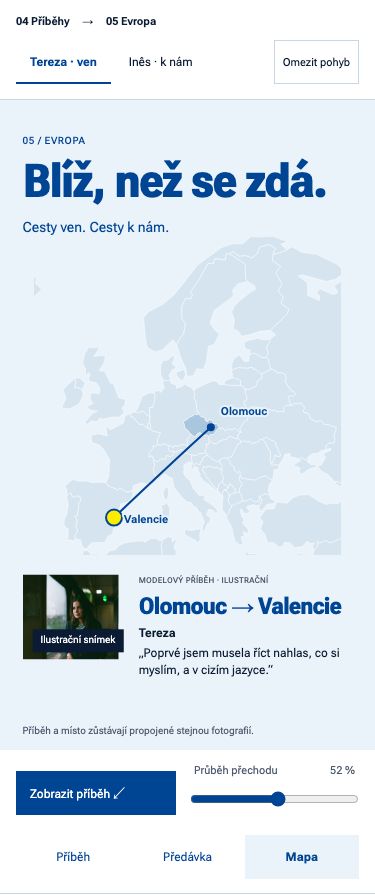 04 Příběhy → 05 Evropa
Tereza · ven
Inês · k nám
Omezit pohyb
05 / EVROPA
Blíž, než se zdá.
Cesty ven. Cesty k nám.
Olomouc
Valencie
MODELOVÝ PŘÍBĚH · ILUSTRAČNÍ
Olomouc → Valencie
Tereza
„Poprvé jsem musela říct nahlas, co si
myslím, a v cizím jazyce.“
Ilustrační snímek
Příběh a místo zůstávají propojené stejnou fotografií.
Zobrazit příběh ↙
Průběh přechodu 52 %
Příběh
Předávka
Mapa